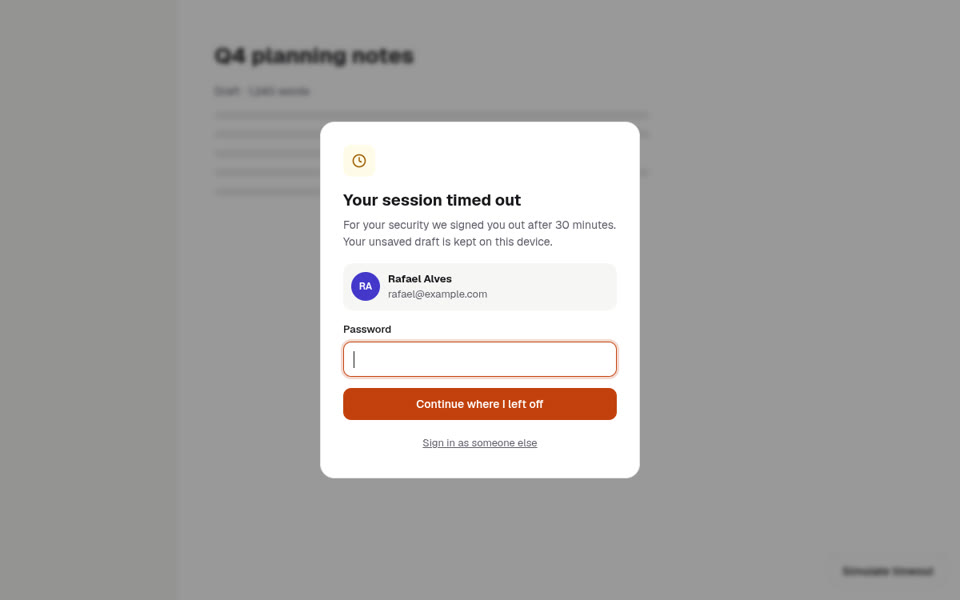 Q4 planning notes
Draft · 1,240 words
Your session timed out
For your security we signed you out after 30 minutes.
Your unsaved draft is kept on this device.
RA
Rafael Alves
rafael@example.com
Password
Continue where I left off
Sign in as someone else
Simulate timeout